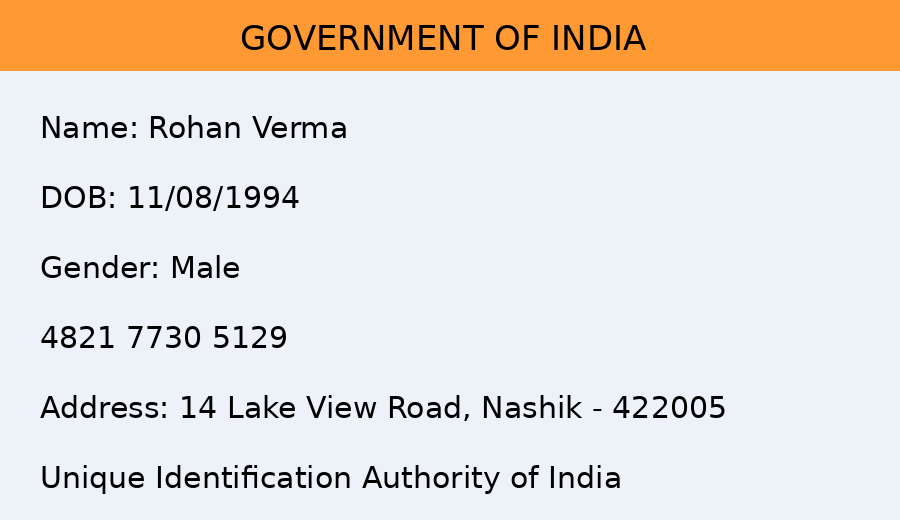 GOVERNMENT OF INDIA
Name: Rohan Verma
DOB: 11/08/1994
Gender: Male
4821 7730 5129
Address: 14 Lake View Road, Nashik - 422005
Unique Identification Authority of India